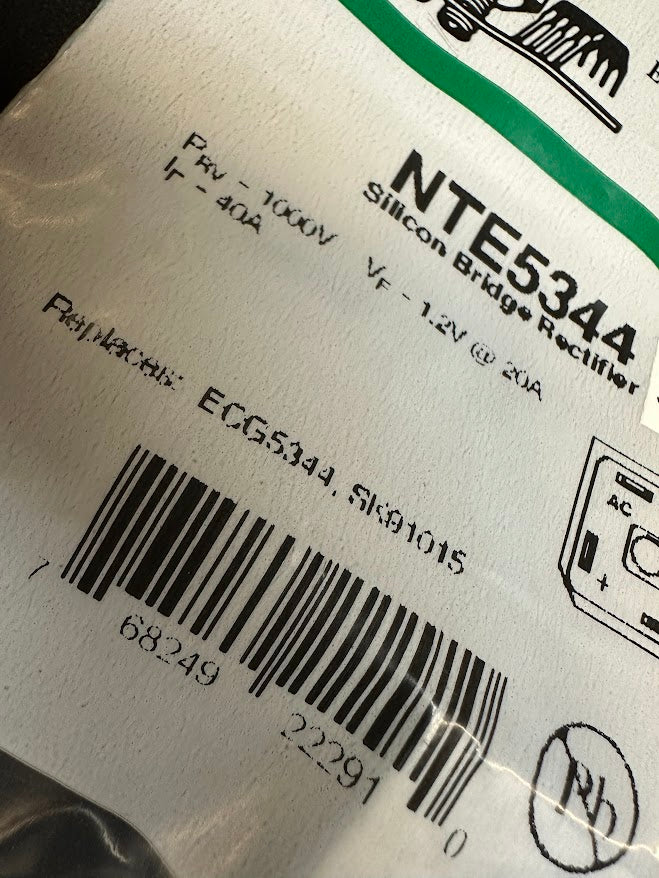 NTE5344
Silicon Bridge Rectifier
PRV - 1000V VF - 1.2V @ 20A
IF - 40A
Replaces: ECG5344, SK91015
7 68249 22291 0
AC
+
Pb